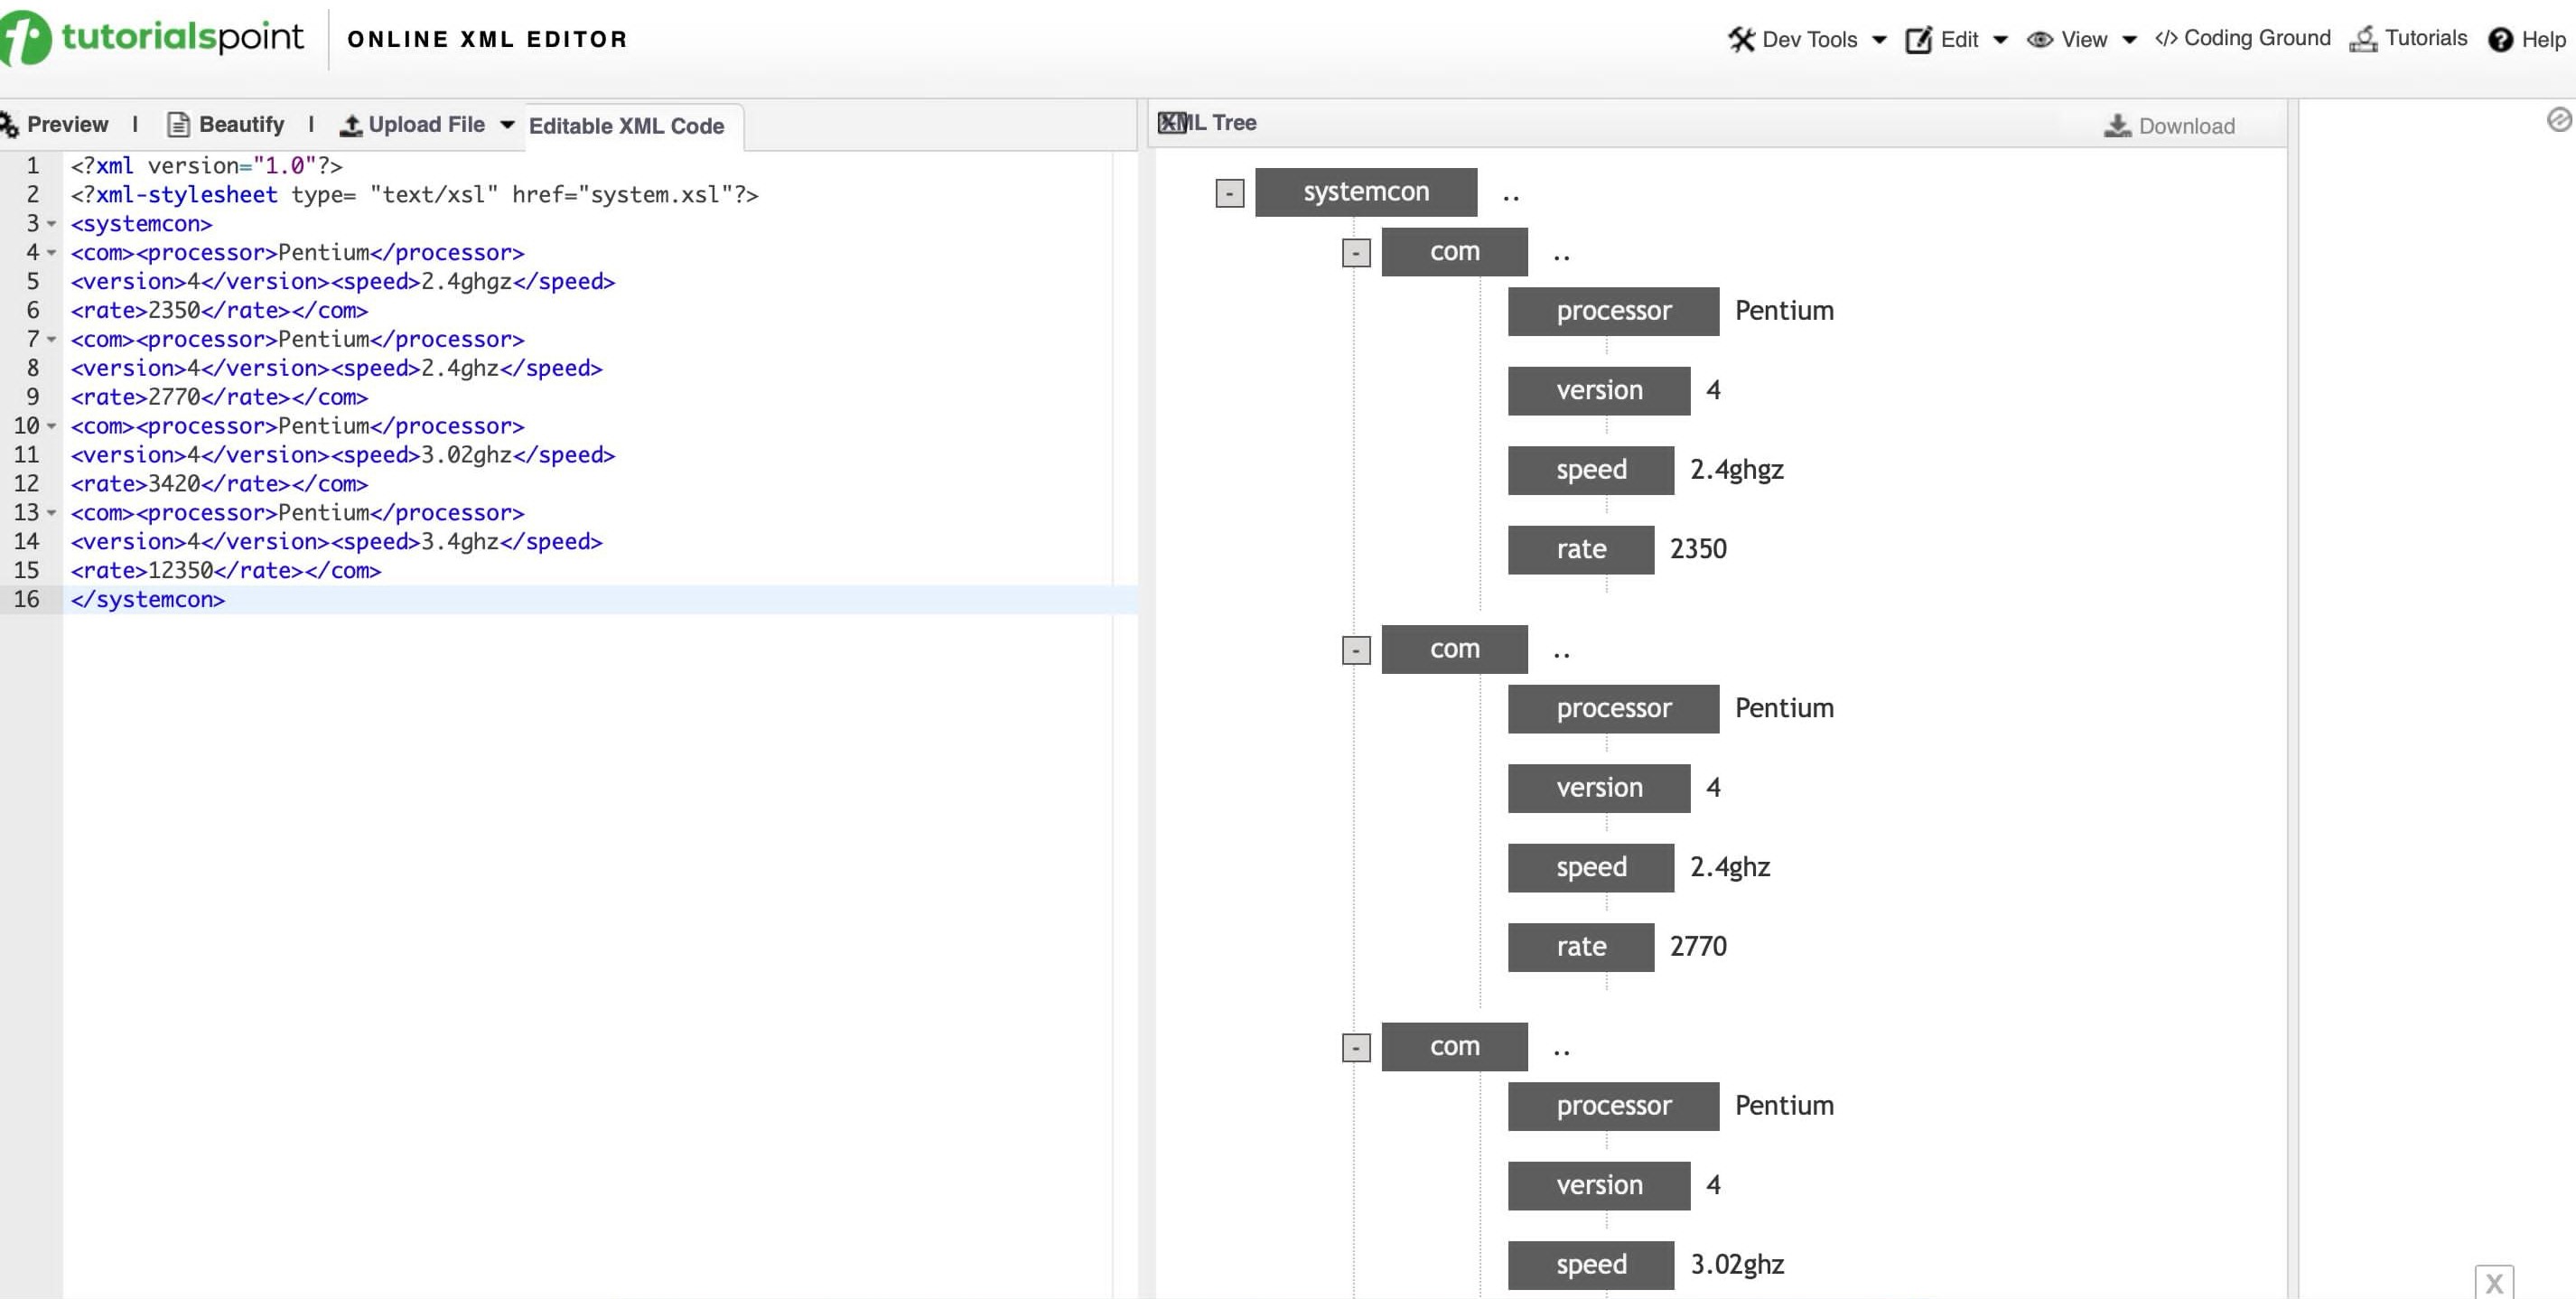 tutorialspoint ONLINE XML EDITOR Dev Tools Edit View </> Coding Ground Tutorials Help
Preview | Beautify | Upload File Editable XML Code
1 <?xml version="1.0"?>
2 <?xml-stylesheet type= "text/xsl" href="system.xsl"?>
3 <systemcon>
4 <com><processor>Pentium</processor>
5 <version>4</version><speed>2.4ghgz</speed>
6 <rate>2350</rate></com>
7 <com><processor>Pentium</processor>
8 <version>4</version><speed>2.4ghz</speed>
9 <rate>2770</rate></com>
10 <com><processor>Pentium</processor>
11 <version>4</version><speed>3.02ghz</speed>
12 <rate>3420</rate></com>
13 <com><processor>Pentium</processor>
14 <version>4</version><speed>3.4ghz</speed>
15 <rate>12350</rate></com>
16 </systemcon>
XML Tree Download
- systemcon ..
- com ..
processor Pentium
version 4
speed 2.4ghgz
rate 2350
- com ..
processor Pentium
version 4
speed 2.4ghz
rate 2770
- com ..
processor Pentium
version 4
speed 3.02ghz
X